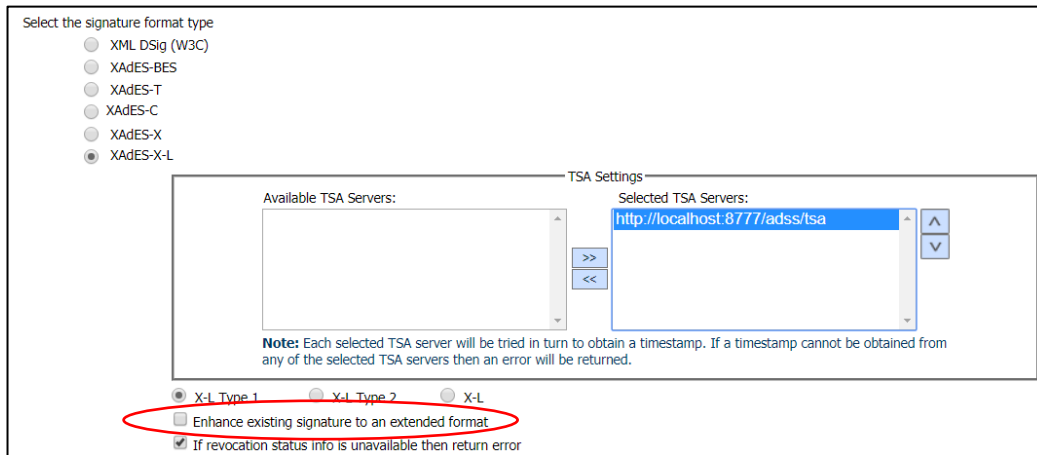 Select the signature format type
XML DSig (W3C)
XAdES-BES
XAdES-T
XAdES-C
XAdES-X
XAdES-X-L
TSA Settings
Available TSA Servers: Selected TSA Servers:
http://localhost:8777/adss/tsa
>>
<<
Note: Each selected TSA server will be tried in turn to obtain a timestamp. If a timestamp cannot be obtained from
any of the selected TSA servers then an error will be returned.
X-L Type 1 X-L Type 2 X-L
Enhance existing signature to an extended format
If revocation status info is unavailable then return error